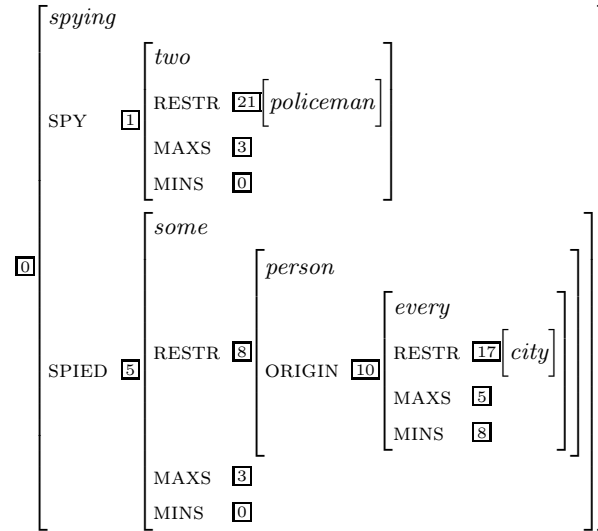 spying
two
RESTR 21 policeman
SPY 1
MAXS 3
MINS 0
some
person
every
0
RESTR 17 city
SPIED 5 RESTR 8 ORIGIN 10
MAXS 5
MINS 8
MAXS 3
MINS 0